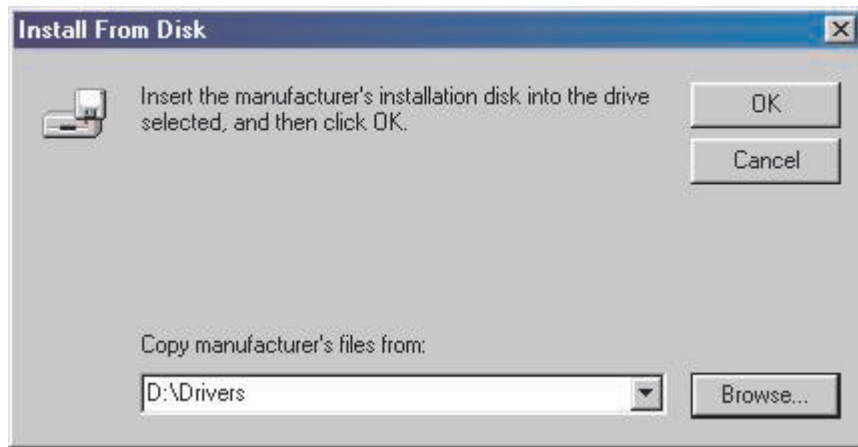 Install From Disk
Insert the manufacturer's installation disk into the drive
selected, and then click OK.
OK
Cancel
Copy manufacturer's files from:
D:\Drivers
Browse...